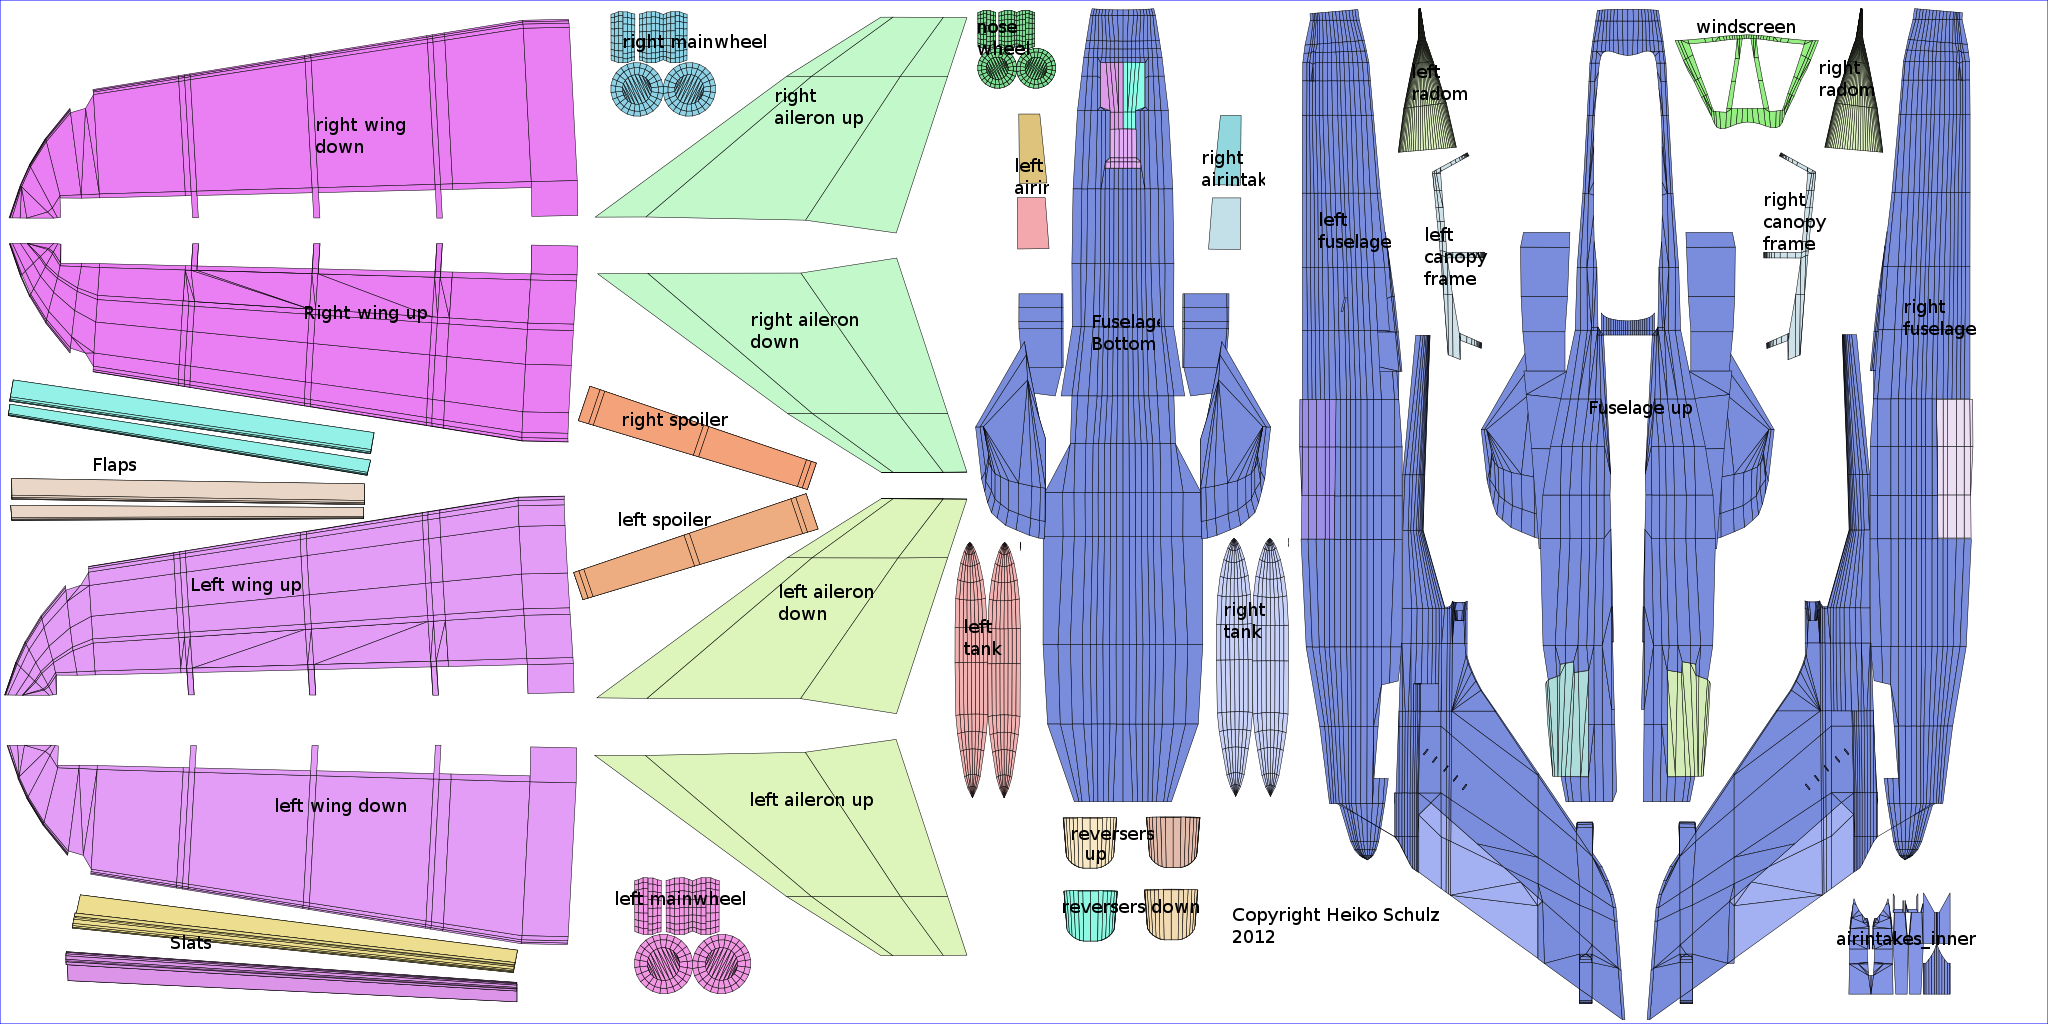 right wing
down
Right wing up
Flaps
Left wing up
left wing down
Slats
right mainwheel
right
aileron up
right aileron
down
right spoiler
left spoiler
left aileron
down
left aileron up
left mainwheel
nose
wheel
left
airir
right
airintak
Fuselage
Bottom
left
tank
right
tank
reversers
up
reversers down
Copyright Heiko Schulz
2012
left
fuselage
left
radom
left
canopy
frame
windscreen
right
radom
right
canopy
frame
right
fuselage
Fuselage up
airintakes_inner